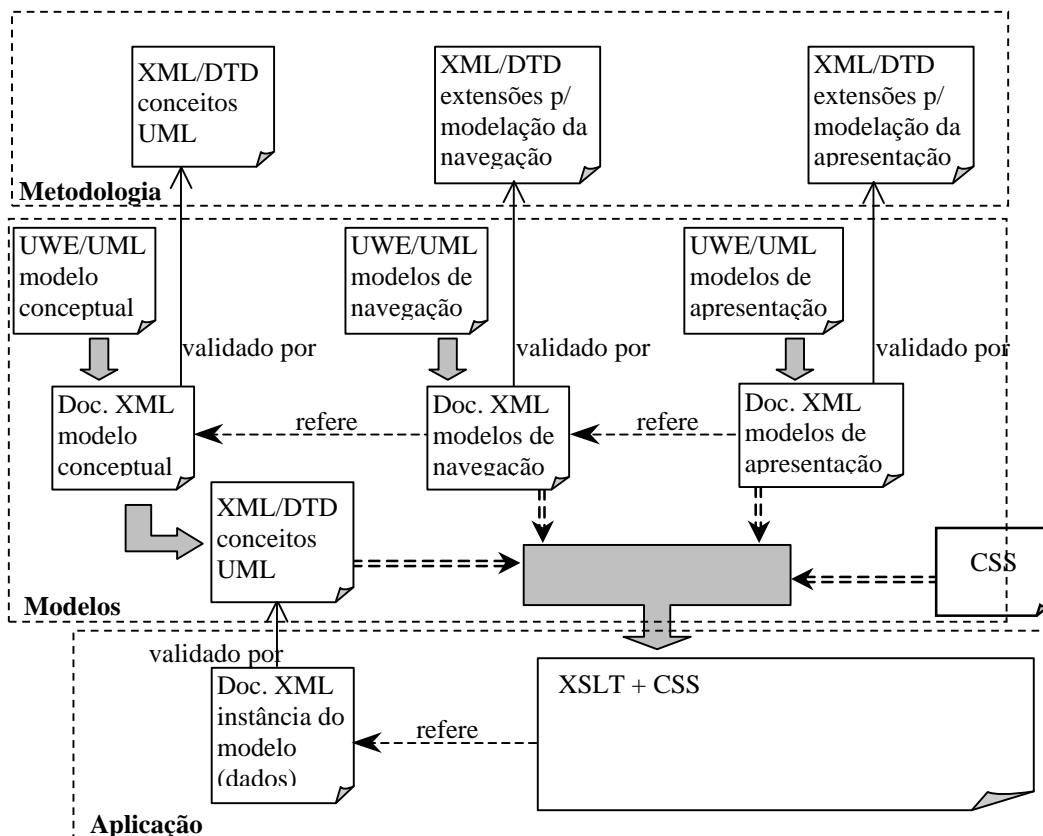 XML/DTD
conceitos
UML
XML/DTD
extensões p/
modelação da
navegação
XML/DTD
extensões p/
modelação da
apresentação
Metodologia
UWE/UML
modelo
conceptual
UWE/UML
modelos de
navegação
UWE/UML
modelos de
apresentação
validado por
validado por
validado por
Doc. XML
modelo
conceptual
refere
Doc. XML
modelos de
navegação
refere
Doc. XML
modelos de
apresentação
XML/DTD
conceitos
UML
CSS
Modelos
validado por
Doc. XML
instância do
modelo
(dados)
refere
XSLT + CSS
Aplicação